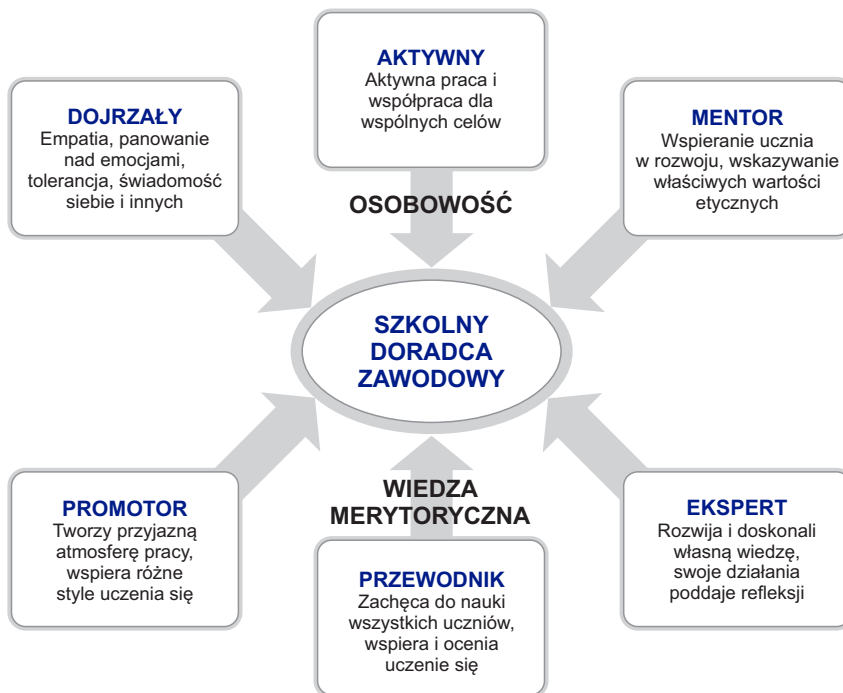 AKTYWNY
Aktywna praca i
współpraca dla
wspólnych celów
DOJRZAŁY
Empatia, panowanie
nad emocjami,
tolerancja, świadomość
siebie i innych
MENTOR
Wspieranie ucznia
w rozwoju, wskazywanie
właściwych wartości
etycznych
OSOBOWOŚĆ
SZKOLNY
DORADCA
ZAWODOWY
WIEDZA
MERYTORYCZNA
PROMOTOR
Tworzy przyjazną
atmosferę pracy,
wspiera różne
style uczenia się
PRZEWODNIK
Zachęca do nauki
wszystkich uczniów,
wspiera i ocenia
uczenie się
EKSPERT
Rozwija i doskonali
własną wiedzę,
swoje działania
poddaje refleksji